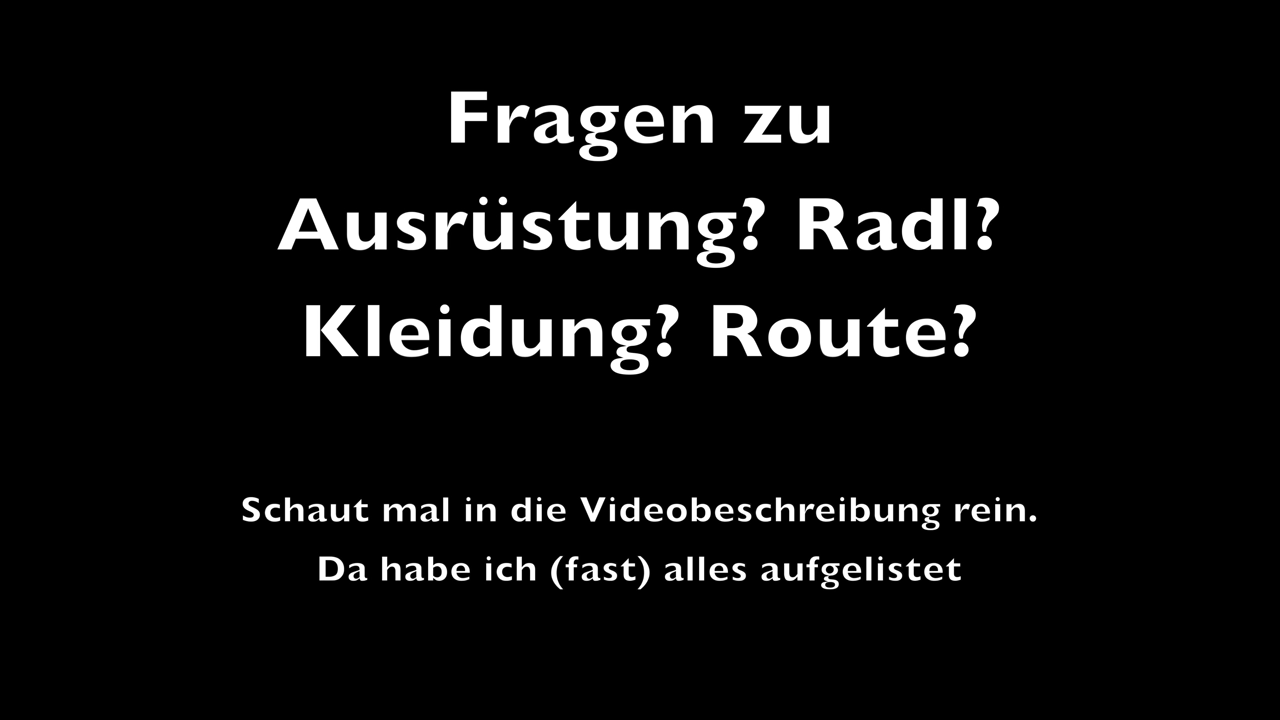 Fragen zu
Ausrüstung? Radl?
Kleidung? Route?
Schaut mal in die Videobeschreibung rein.
Da habe ich (fast) alles aufgelistet